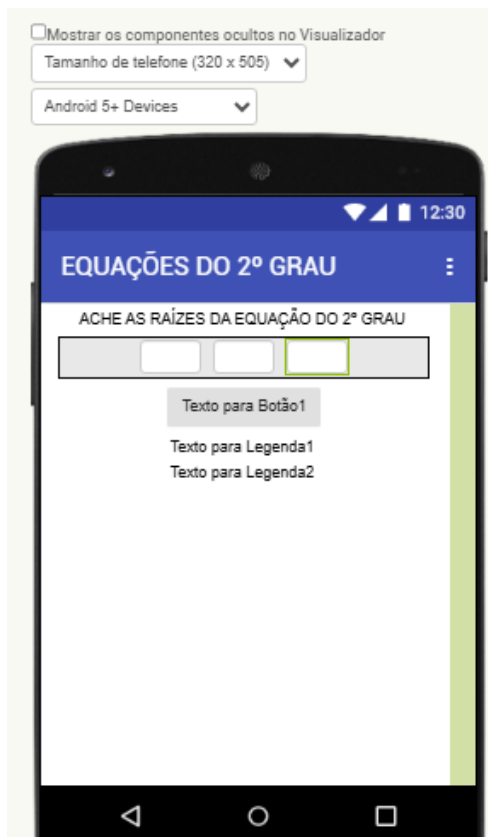 Mostrar os componentes ocultos no Visualizador
Tamanho de telefone (320 x 505)
Android 5+ Devices
12:30
EQUAÇÕES DO 2º GRAU
ACHE AS RAÍZES DA EQUAÇÃO DO 2° GRAU
Texto para Botão1
Texto para Legenda1
Texto para Legenda2